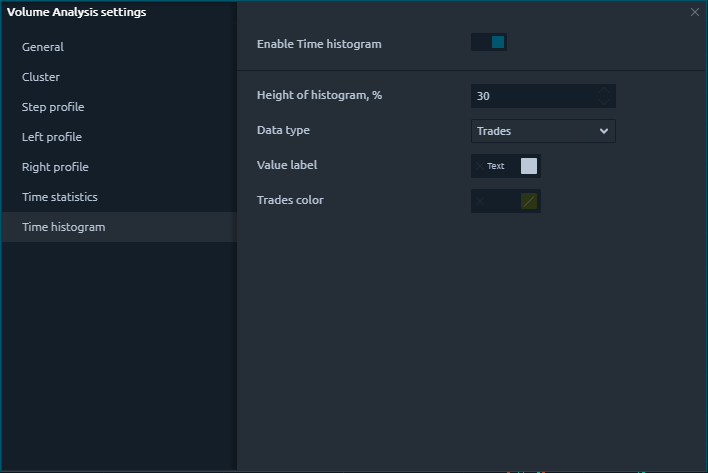 Volume Analysis settings
General
Cluster
Step profile
Left profile
Right profile
Time statistics
Time histogram
Enable Time histogram
Height of histogram, % 30
Data type Trades
Value label Text
Trades color